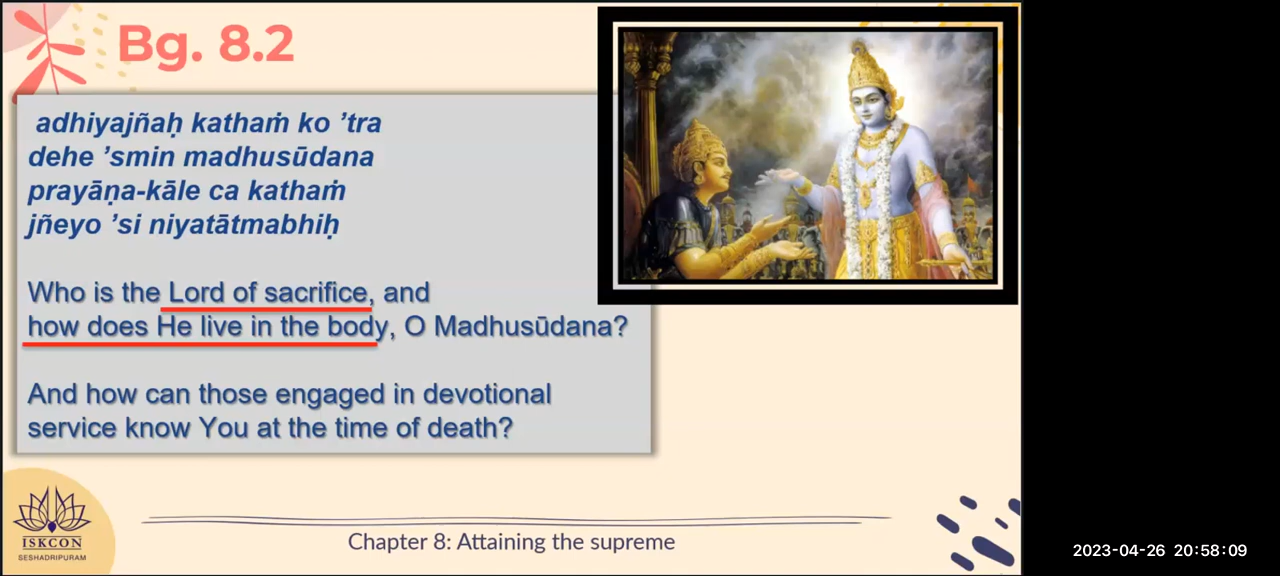 Bg. 8.2
adhiyajñaḥ kathaṁ ko ’tra
dehe ’smin madhusūdana
prayāṇa-kāle ca kathaṁ
jñeyo ’si niyatātmabhiḥ
Who is the Lord of sacrifice, and
how does He live in the body, O Madhusūdana?
And how can those engaged in devotional
service know You at the time of death?
ISKCON
SESHADRIPURAM
Chapter 8: Attaining the supreme
2023-04-26 20:58:09